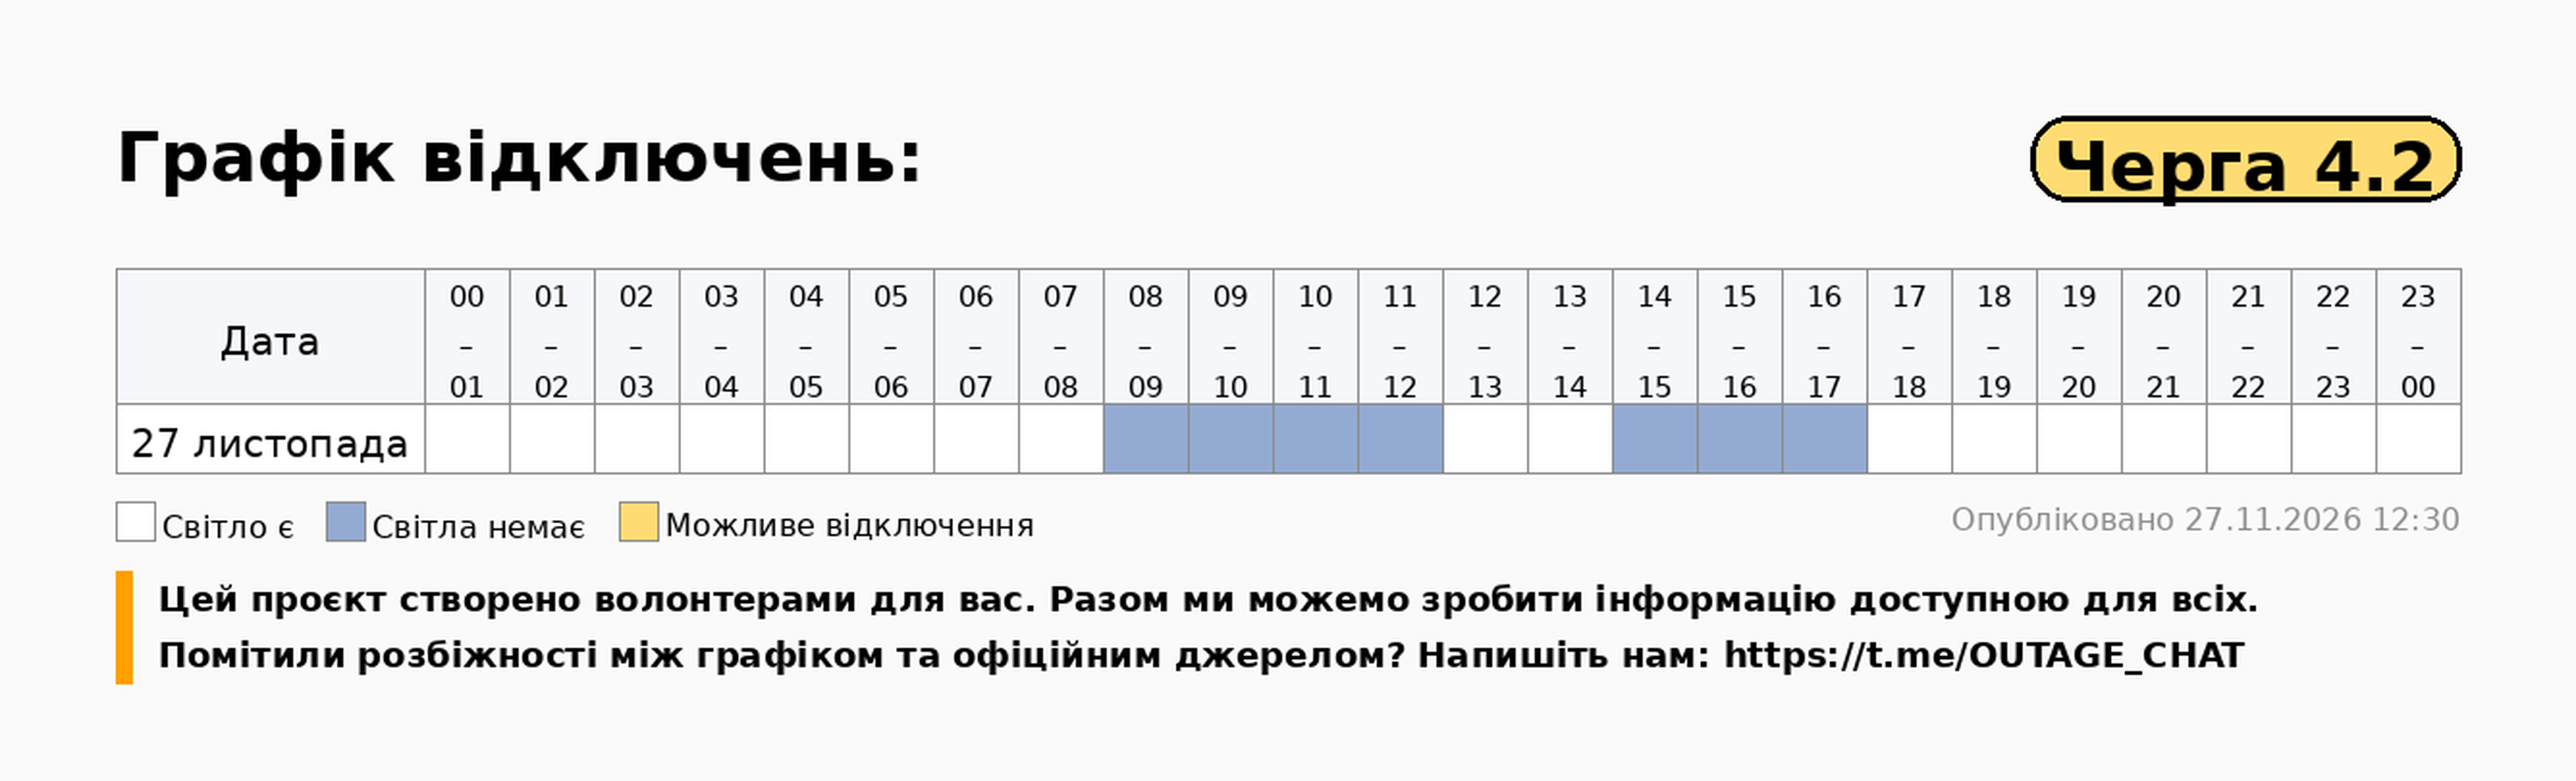 Графік відключень:
Черга 4.2
Дата
00 01 02 03 04 05 06 07 08 09 10 11 12 13 14 15 16 17 18 19 20 21 22 23
– – – – – – – – – – – – – – – – – – – – – – – –
01 02 03 04 05 06 07 08 09 10 11 12 13 14 15 16 17 18 19 20 21 22 23 00
27 листопада
Світло є Світла немає Можливе відключення
Опубліковано 27.11.2026 12:30
Цей проєкт створено волонтерами для вас. Разом ми можемо зробити інформацію доступною для всіх.
Помітили розбіжності між графіком та офіційним джерелом? Напишіть нам: https://t.me/OUTAGE_CHAT